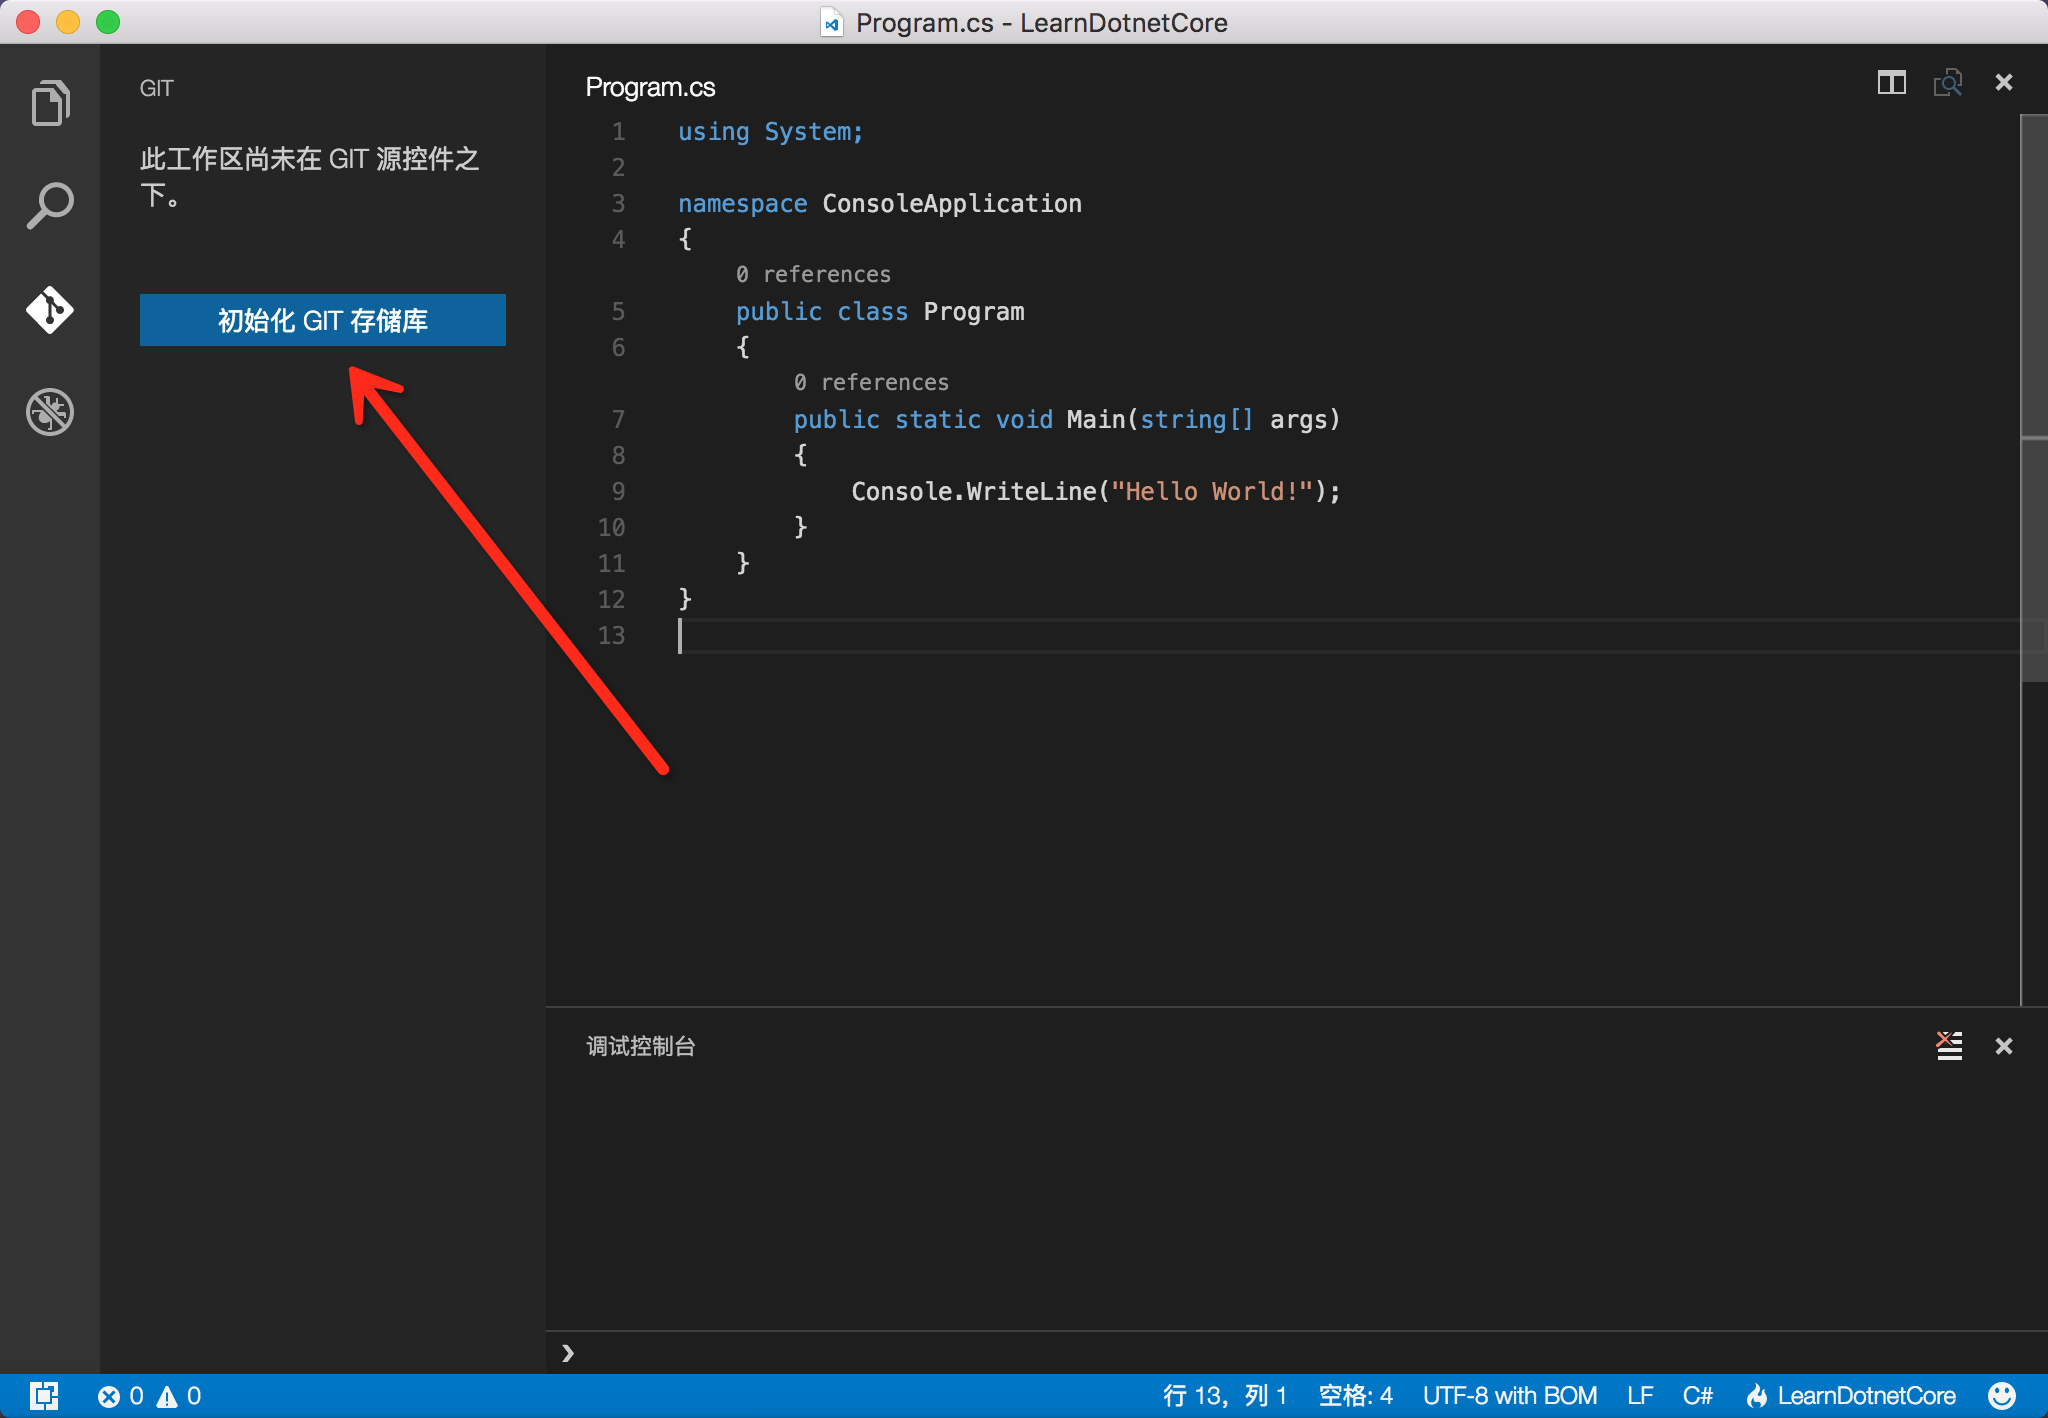 Program.cs - LearnDotnetCore
GIT
此工作区尚未在 GIT 源控件之
下。
初始化 GIT 存储库
Program.cs
1 using System;
2
3 namespace ConsoleApplication
4 {
0 references
5 public class Program
6 {
0 references
7 public static void Main(string[] args)
8 {
9 Console.WriteLine("Hello World!");
10 }
11 }
12 }
13
调试控制台
0 0 行 13，列 1 空格: 4 UTF-8 with BOM LF C# LearnDotnetCore